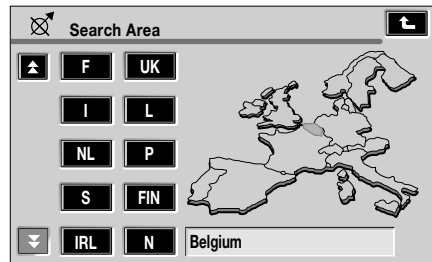 Search Area
F UK
I L
NL P
S FIN
IRL N Belgium